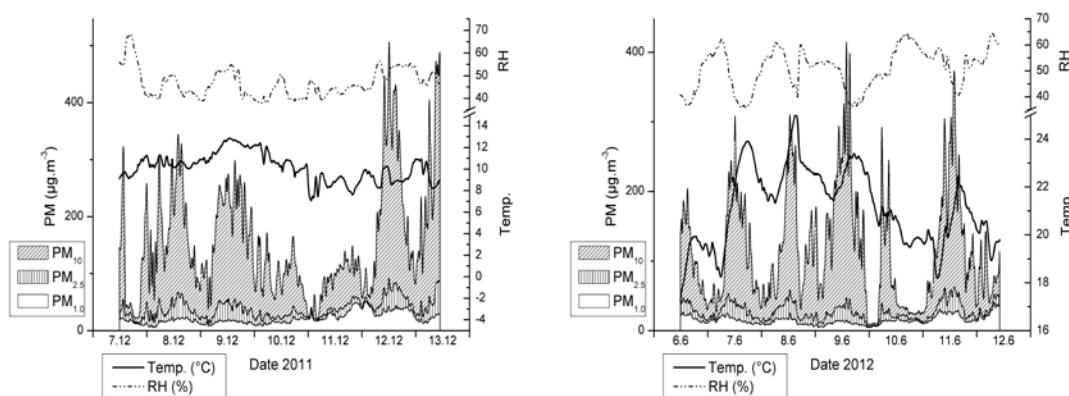 70
60
50
40
RH
400
300
200
0
PM (µg.m-3)
14
12
10
8
6
4
2
0
-2
-4
Temp.
PM10
PM2.5
PM1.0
7.12 8.12 9.12 10.12 11.12 12.12 13.12
Date 2011
Temp. (°C)
RH (%)
70
60
50
40
RH
400
200
0
PM (µg.m-3)
24
22
20
18
16
Temp.
PM10
PM2.5
PM1.0
6.6 7.6 8.6 9.6 10.6 11.6 12.6
Date 2012
Temp. (°C)
RH (%)